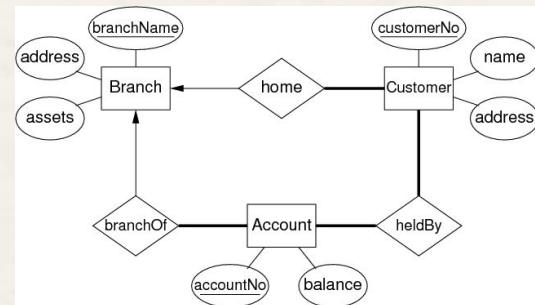 branchName
customerNo
address
name
Branch
home
Customer
assets
address
branchOf
Account
heldBy
accountNo
balance